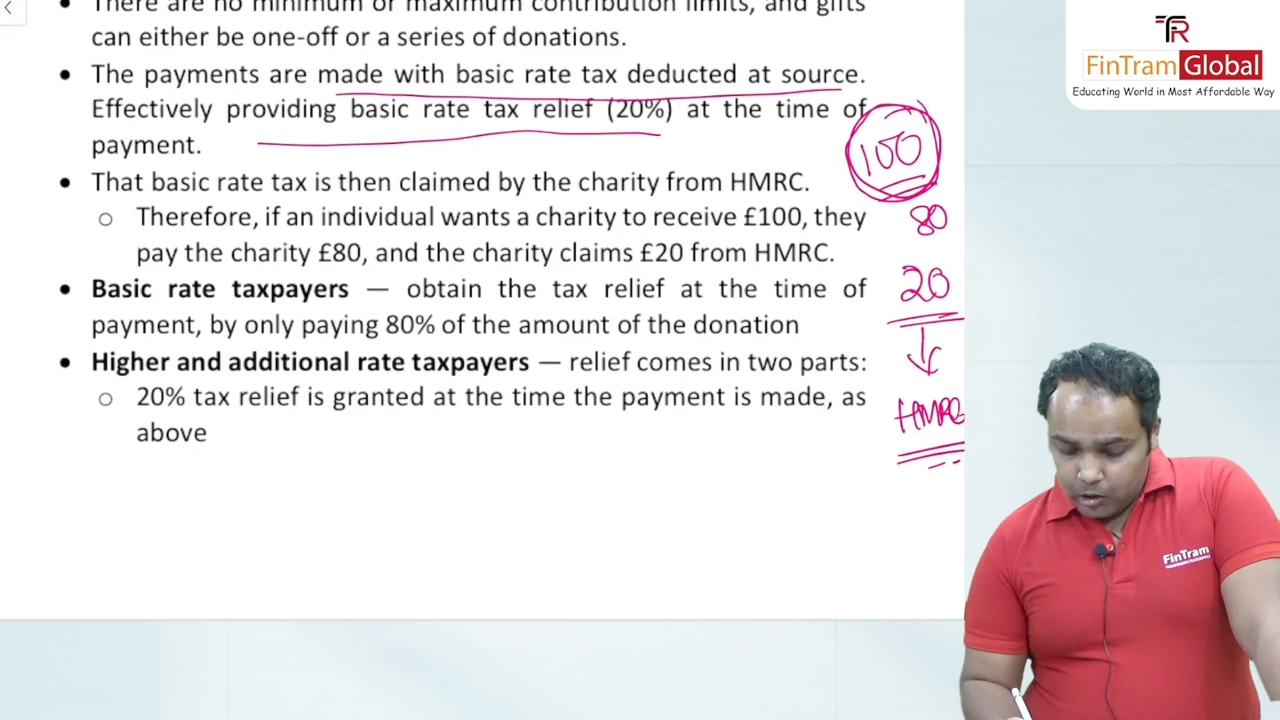 There are no minimum or maximum contribution limits, and gifts
can either be one-off or a series of donations.
• The payments are made with basic rate tax deducted at source.
Effectively providing basic rate tax relief (20%) at the time of
payment.
• That basic rate tax is then claimed by the charity from HMRC.
o Therefore, if an individual wants a charity to receive £100, they
pay the charity £80, and the charity claims £20 from HMRC.
• Basic rate taxpayers — obtain the tax relief at the time of
payment, by only paying 80% of the amount of the donation
• Higher and additional rate taxpayers — relief comes in two parts:
o 20% tax relief is granted at the time the payment is made, as
above
100
80
20
HMRC
FinTram Global
Educating World in Most Affordable Way
FinTram